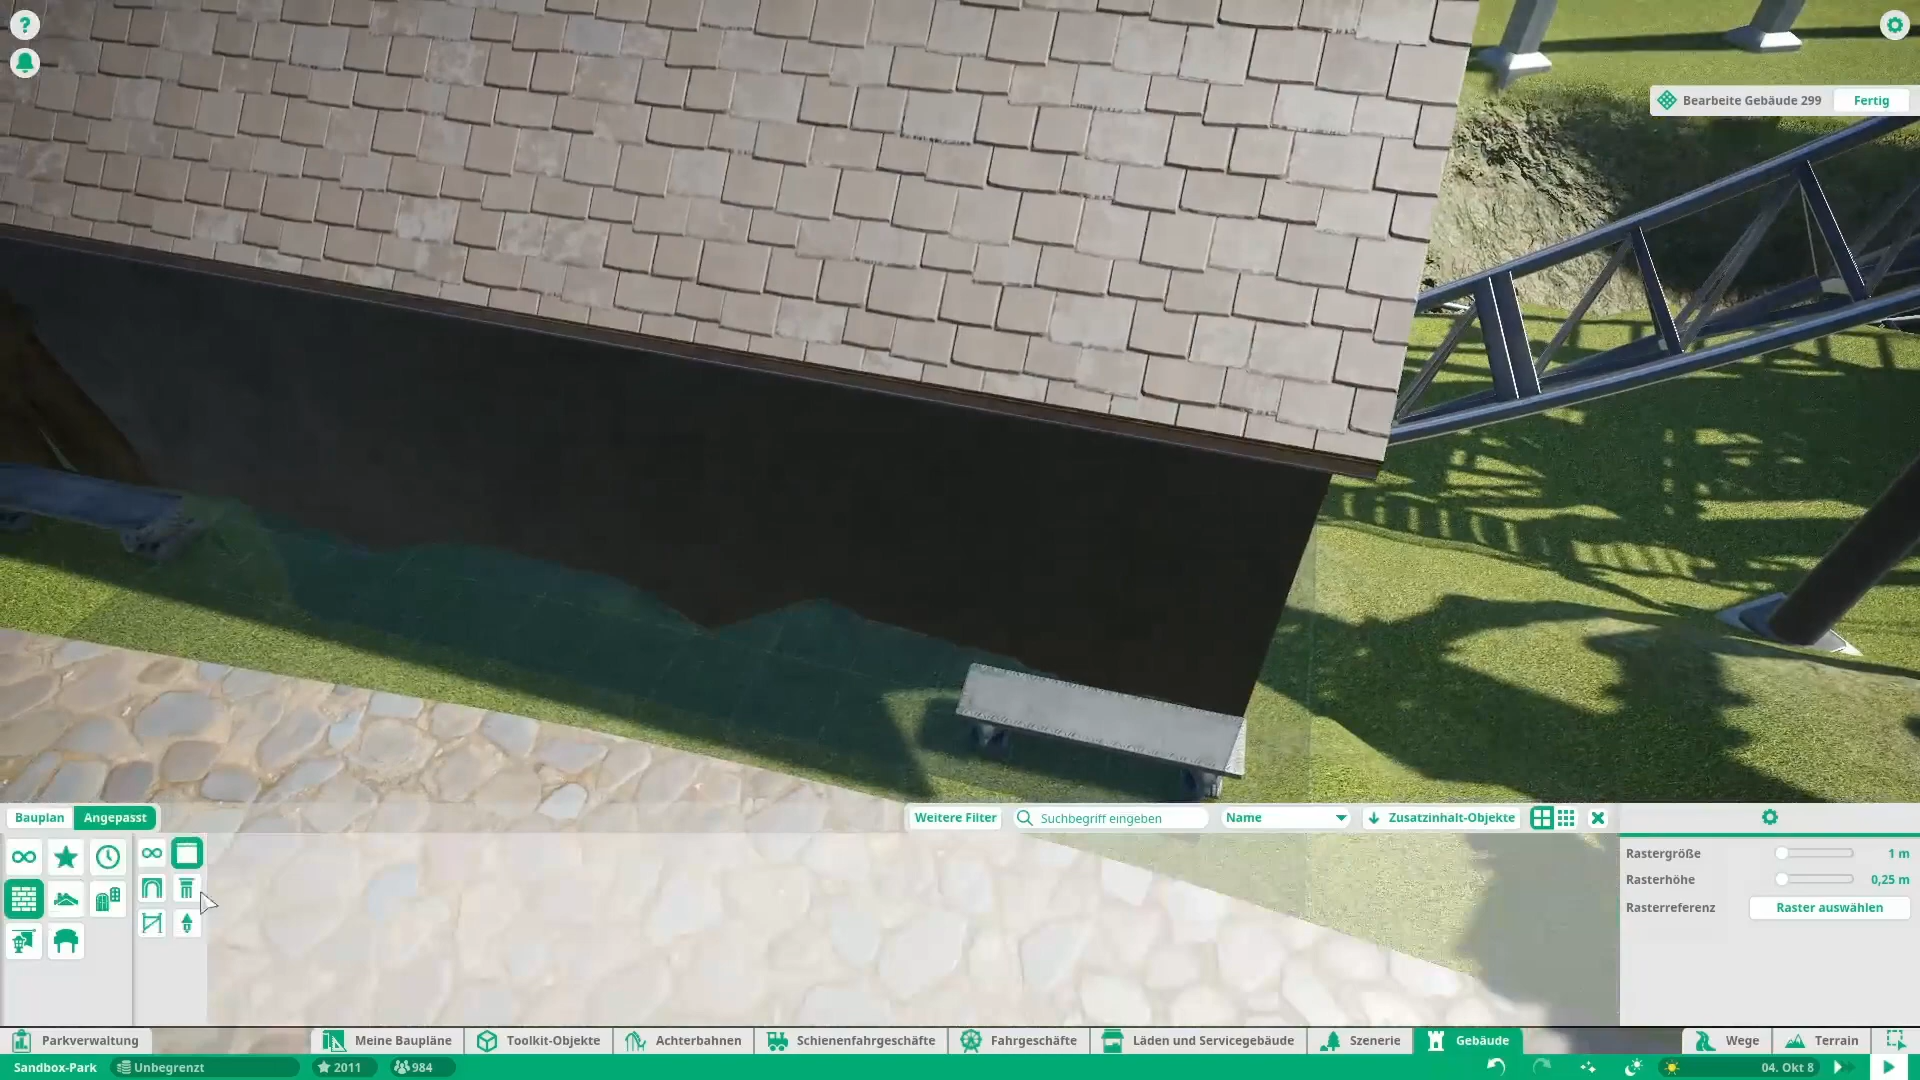 ?
Bearbeite Gebäude 299
Fertig
Bauplan
Angepasst
Weitere Filter
Suchbegriff eingeben
Name
Zusatzinhalt-Objekte
Rastergröße
1 m
Rasterhöhe
0,25 m
Rasterreferenz
Raster auswählen
Parkverwaltung
Meine Baupläne
Toolkit-Objekte
Achterbahnen
Schienenfahrgeschäfte
Fahrgeschäfte
Läden und Servicegebäude
Szenerie
Gebäude
Wege
Terrain
Sandbox-Park
Unbegrenzt
2011
984
04. Okt 8